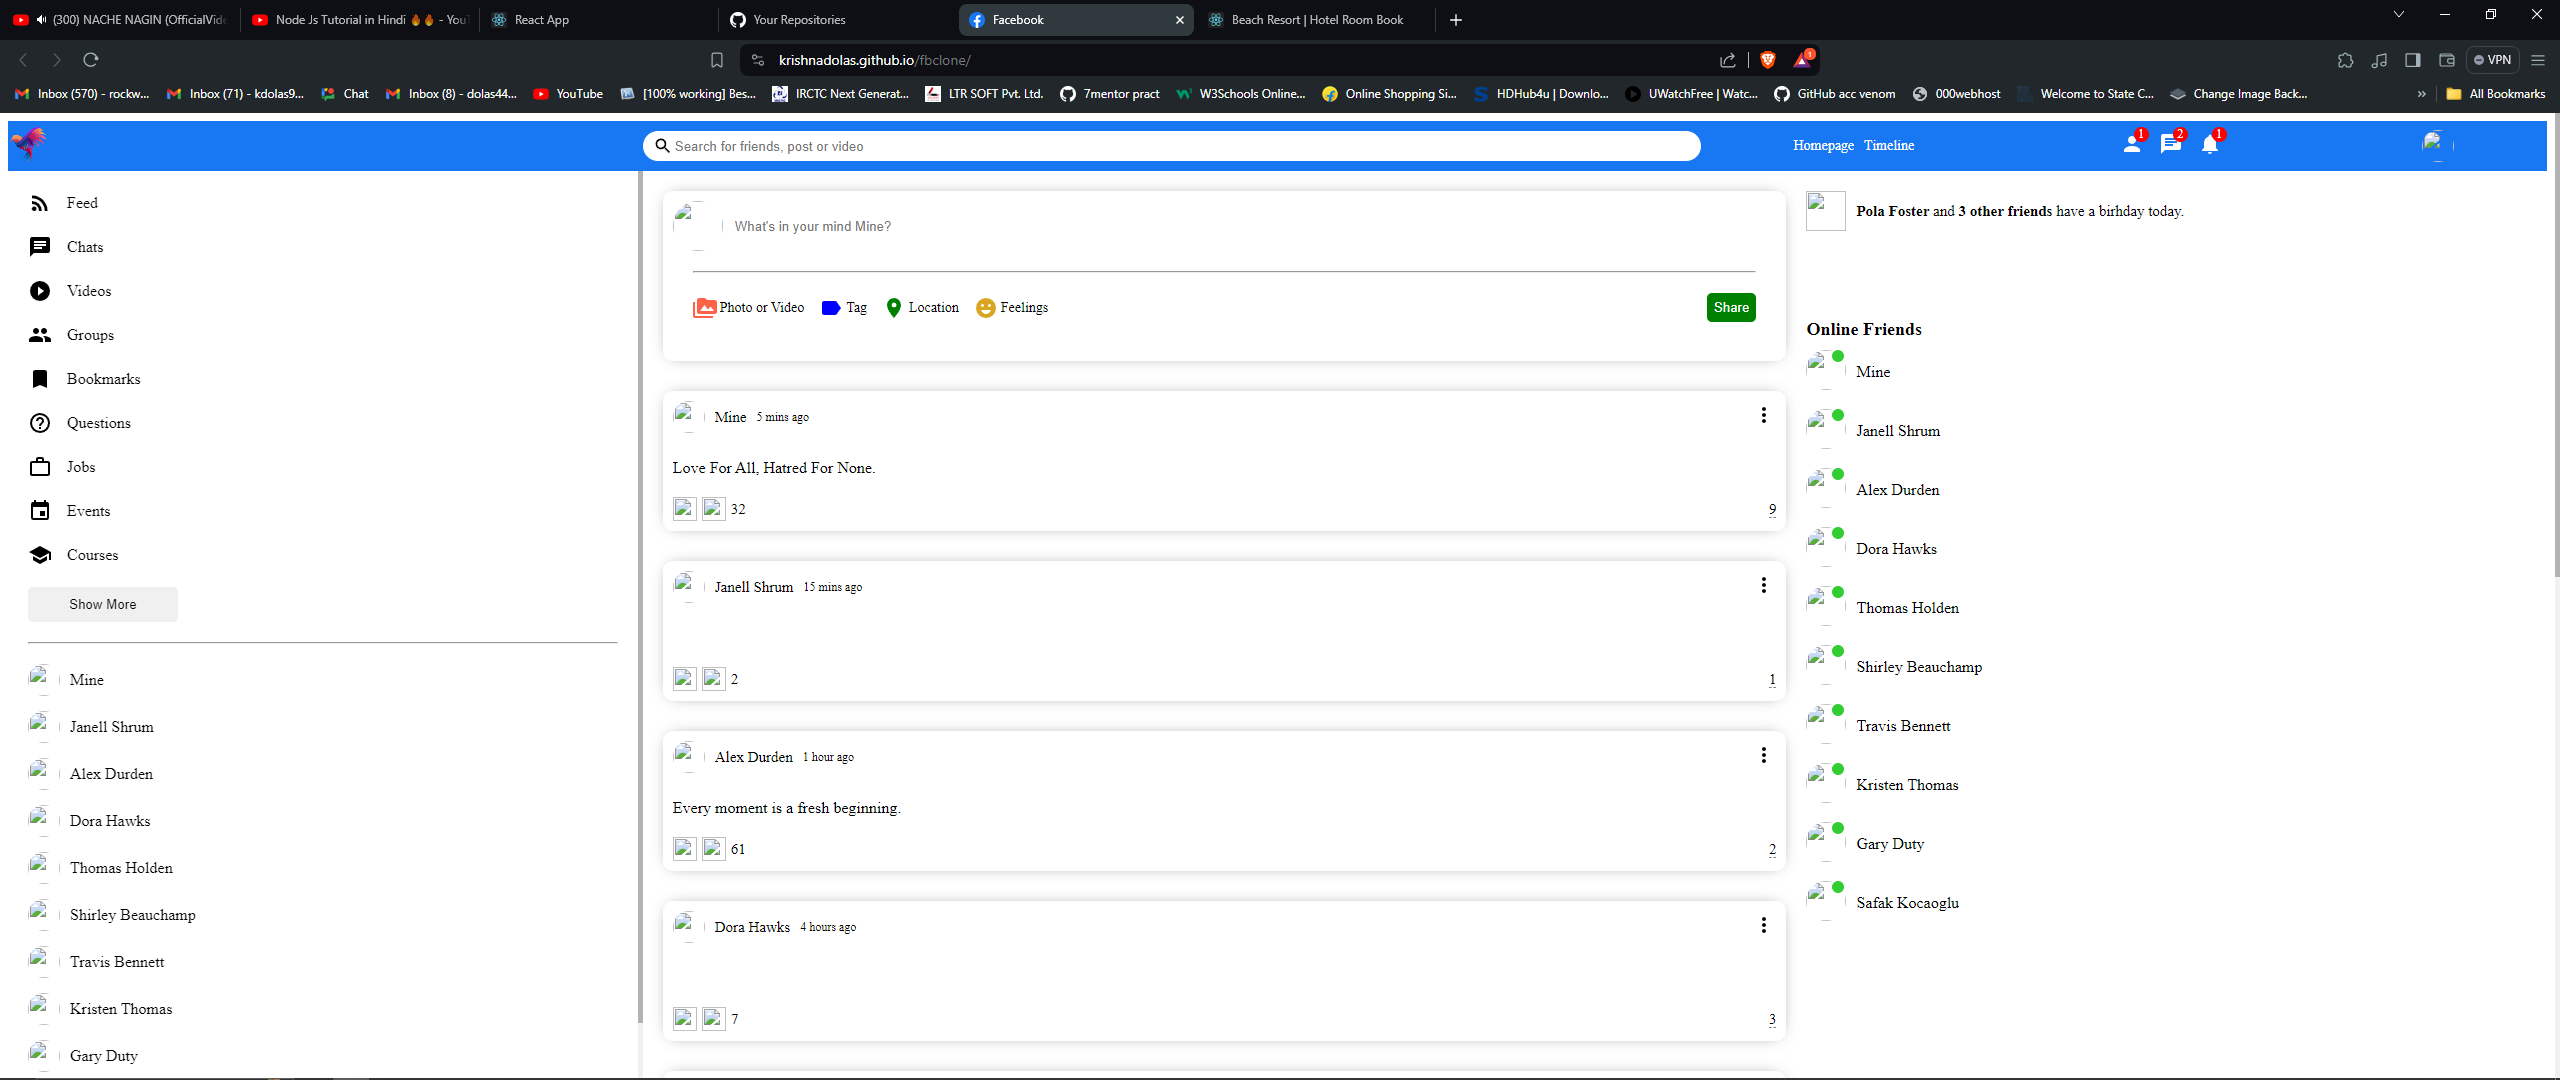 (300) NACHE NAGIN (OfficialVide
Node Js Tutorial in Hindi 🔥🔥 - YouT
React App
Your Repositories
Facebook
Beach Resort | Hotel Room Book
krishnadolas.github.io/fbclone/
1
VPN
Inbox (570) - rockw...
Inbox (71) - kdolas9...
Chat
Inbox (8) - dolas44...
YouTube
[100% working] Bes...
IRCTC Next Generat...
LTR SOFT Pvt. Ltd.
7mentor pract
W3Schools Online...
Online Shopping Si...
HDHub4u | Downlo...
UWatchFree | Watc...
GitHub acc venom
000webhost
Welcome to State C...
Change Image Back...
»
All Bookmarks
Search for friends, post or video
Homepage
Timeline
1
2
1
Feed
Chats
Videos
Groups
Bookmarks
Questions
Jobs
Events
Courses
Show More
Mine
Janell Shrum
Alex Durden
Dora Hawks
Thomas Holden
Shirley Beauchamp
Travis Bennett
Kristen Thomas
Gary Duty
What's in your mind Mine?
Photo or Video
Tag
Location
Feelings
Share
Mine 5 mins ago
Love For All, Hatred For None.
32
9
Janell Shrum 15 mins ago
2
1
Alex Durden 1 hour ago
Every moment is a fresh beginning.
61
2
Dora Hawks 4 hours ago
7
3
Pola Foster and 3 other friends have a birhday today.
Online Friends
Mine
Janell Shrum
Alex Durden
Dora Hawks
Thomas Holden
Shirley Beauchamp
Travis Bennett
Kristen Thomas
Gary Duty
Safak Kocaoglu